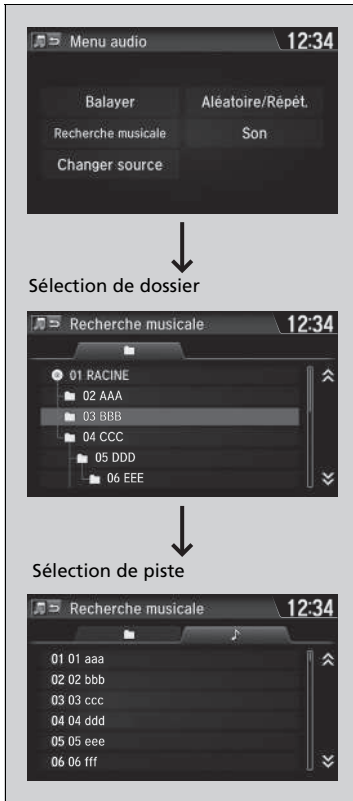 Menu audio 12:34
Balayer Aléatoire/Répét.
Recherche musicale Son
Changer source
Sélection de dossier
Recherche musicale 12:34
01 RACINE
02 AAA
03 BBB
04 CCC
05 DDD
06 EEE
Sélection de piste
Recherche musicale 12:34
01 01 aaa
02 02 bbb
03 03 ccc
04 04 ddd
05 05 eee
06 06 fff